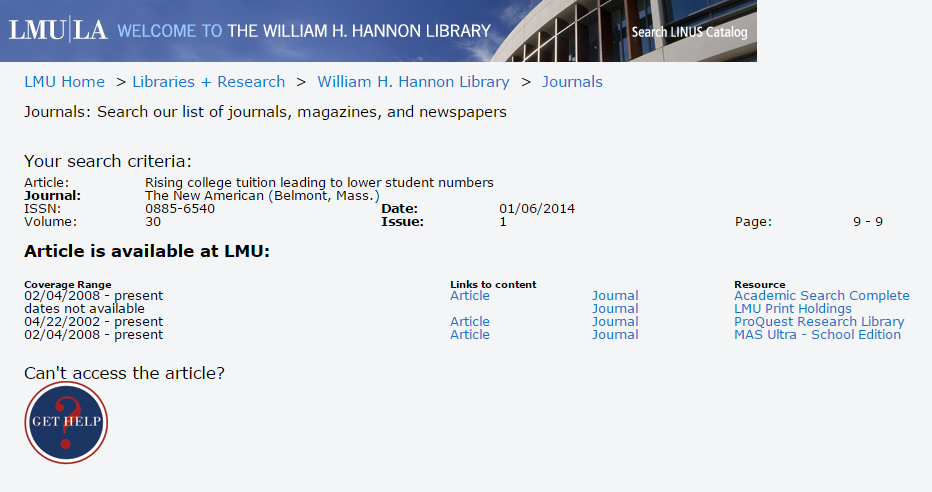 LMU|LA WELCOME TO THE WILLIAM H. HANNON LIBRARY Search LINUS Catalog
LMU Home > Libraries + Research > William H. Hannon Library > Journals
Journals: Search our list of journals, magazines, and newspapers
Your search criteria:
Article: Rising college tuition leading to lower student numbers
Journal: The New American (Belmont, Mass.)
ISSN: 0885-6540 Date: 01/06/2014
Volume: 30 Issue: 1 Page: 9 - 9
Article is available at LMU:
Coverage Range Links to content Resource
02/04/2008 - present Article Journal Academic Search Complete
dates not available Journal LMU Print Holdings
04/22/2002 - present Article Journal ProQuest Research Library
02/04/2008 - present Article Journal MAS Ultra - School Edition
Can't access the article?
?
GET HELP